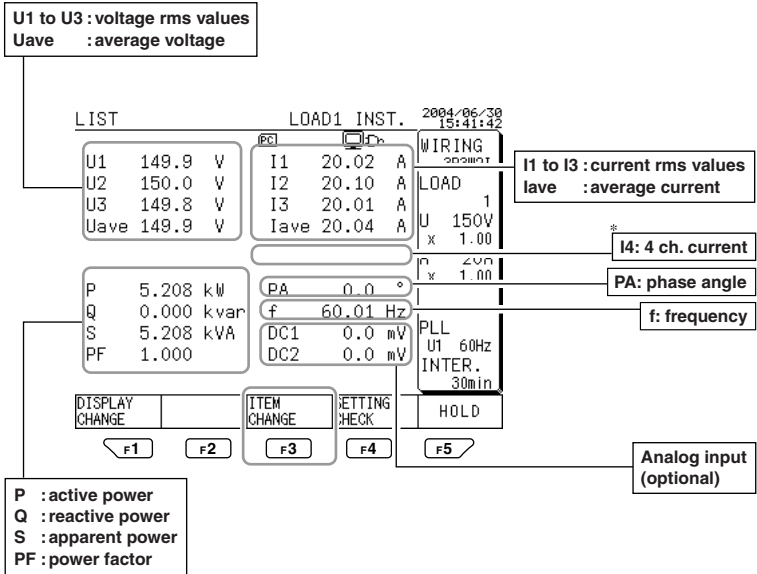 U1 to U3 : voltage rms values
Uave : average voltage
LIST LOAD1 INST. 2004/06/30
15:41:42
PC
WIRING
U1 149.9 V I1 20.02 A
U2 150.0 V I2 20.10 A LOAD
U3 149.8 V I3 20.01 A 1
Uave 149.9 V Iave 20.04 A U 150V
x 1.00
I1 to I3 : current rms values
Iave : average current
*
I4: 4 ch. current
x 1.00
PA: phase angle
f: frequency
P 5.208 kW PA 0.0 °
Q 0.000 kvar f 60.01 Hz
S 5.208 kVA DC1 0.0 mV PLL
PF 1.000 DC2 0.0 mV U1 60Hz
INTER.
30min
DISPLAY CHANGE ITEM CHANGE SETTING CHECK HOLD
F1 F2 F3 F4 F5
Analog input
(optional)
P : active power
Q : reactive power
S : apparent power
PF : power factor